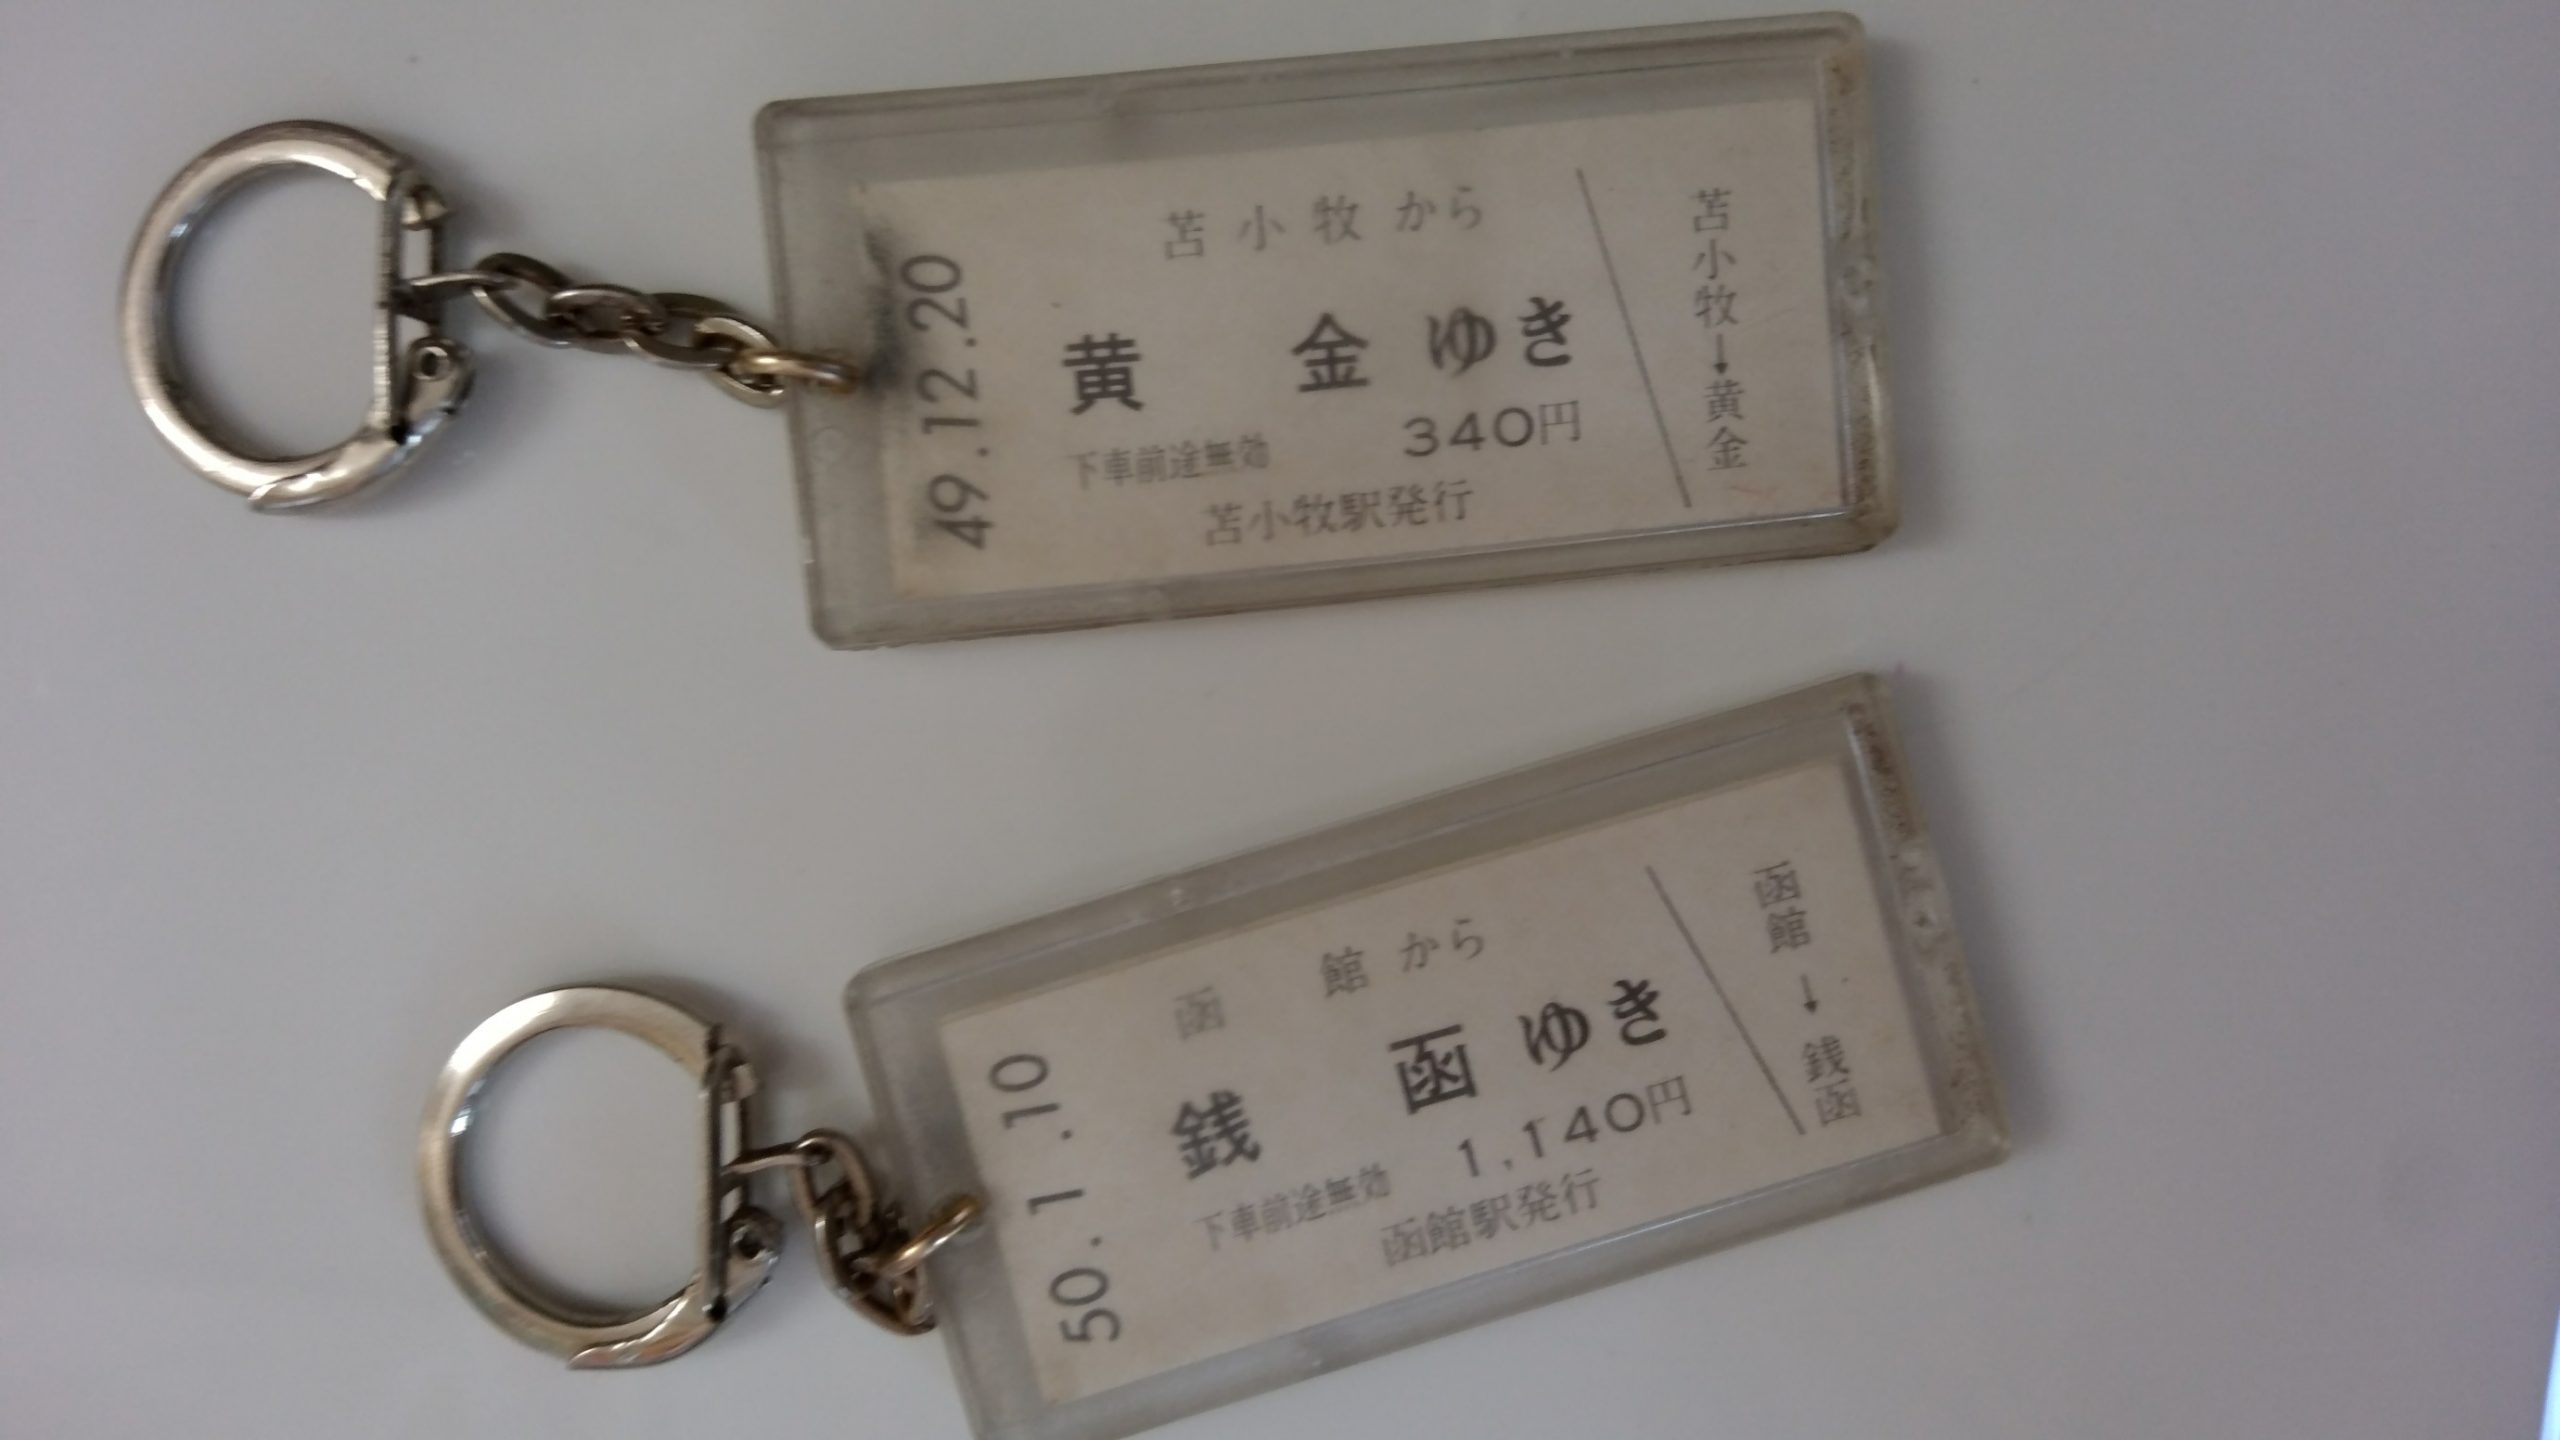 苫小牧から
黄金ゆき
340円
下車前途無効
苫小牧駅発行
49.12.20
苫小牧→黄金
函館から
銭函ゆき
1,140円
下車前途無効
函館駅発行
50.1.10
函館→銭函